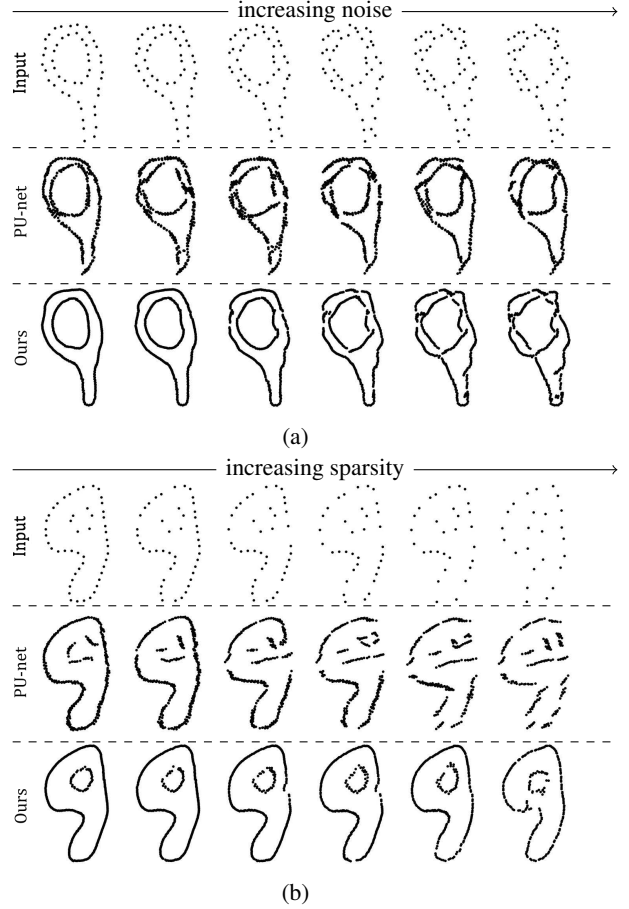 increasing noise
Input
PU-net
Ours
(a)
increasing sparsity
Input
PU-net
Ours
(b)